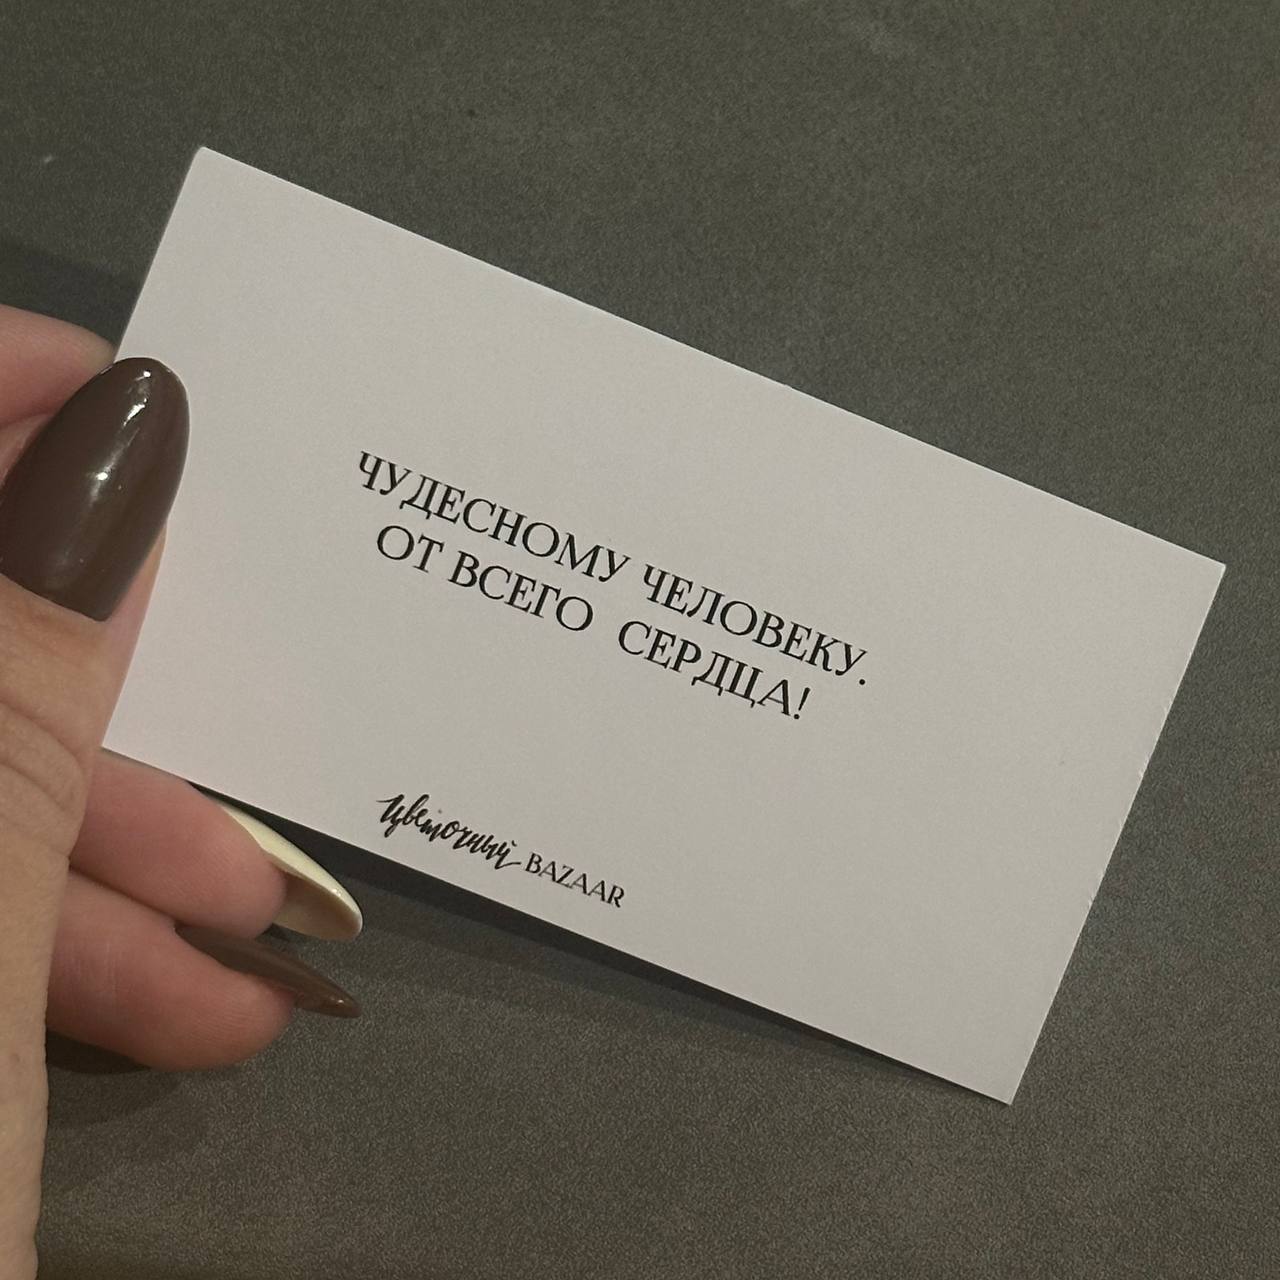 ЧУДЕСНОМУ ЧЕЛОВЕКУ.
ОТ ВСЕГО СЕРДЦА!
цветочный BAZAAR